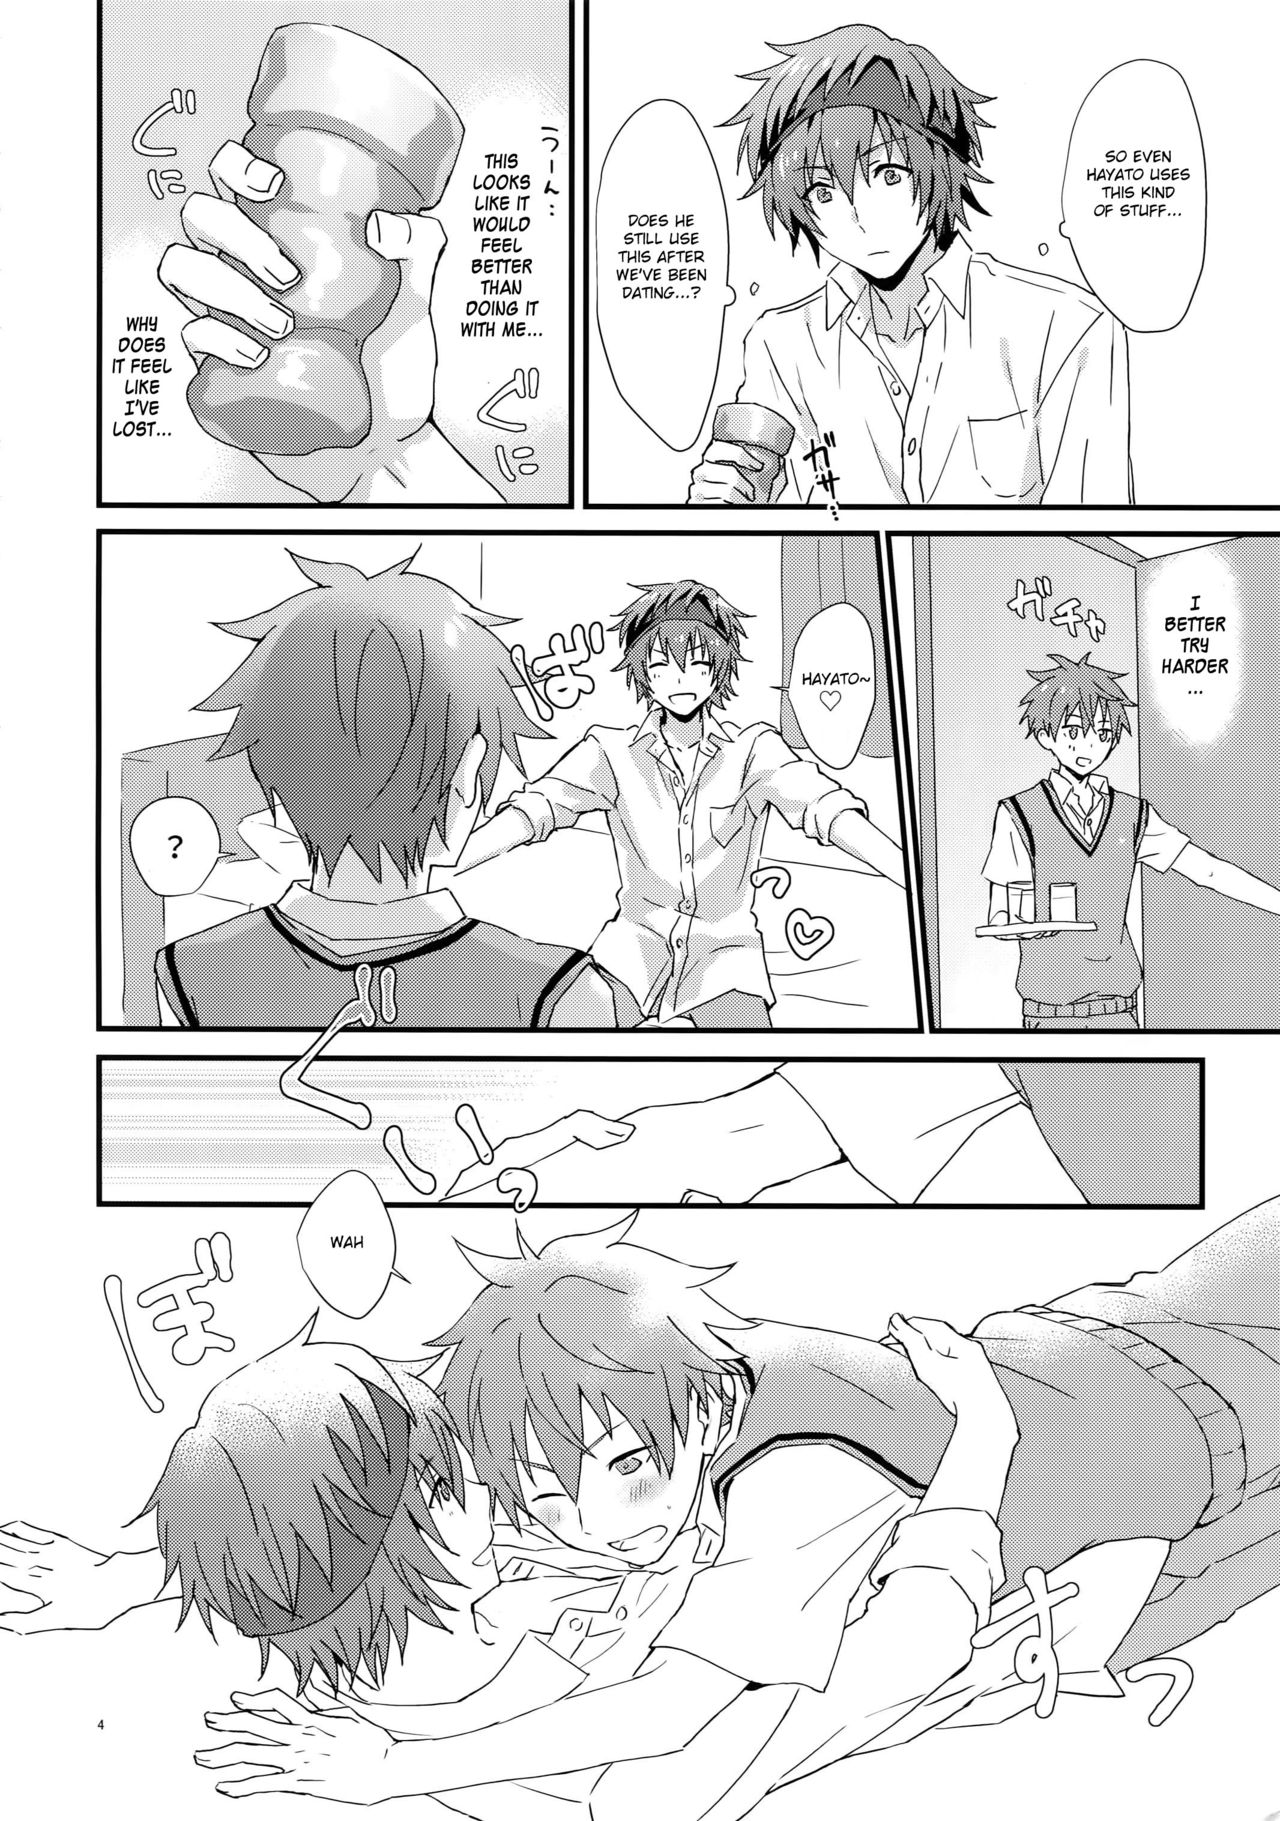 SO EVEN
HAYATO USES
THIS KIND
OF STUFF...
DOES HE
STILL USE
THIS AFTER
WE'VE BEEN
DATING...?
ガサ…
うーん…
THIS
LOOKS
LIKE IT
WOULD
FEEL
BETTER
THAN
DOING IT
WITH ME...
ぐに
ぐに
WHY
DOES
IT FEEL
LIKE
I'VE
LOST...
I
BETTER
TRY
HARDER
...
ガチャ
HAYATO~
♡
ばっ
?
ぐいっ
WAH
ぼすっ
4